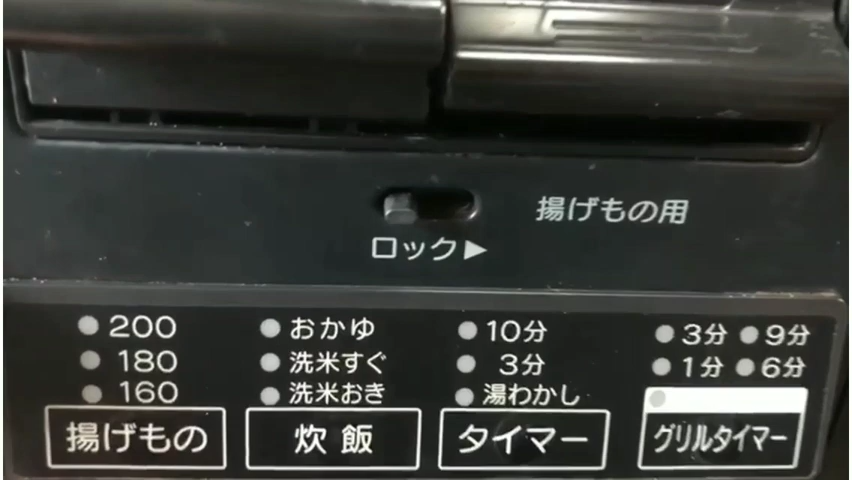 揚げもの用
ロック▶
200 おかゆ 10分 3分 9分
180 洗米すぐ 3分 1分 6分
160 洗米おき 湯わかし
揚げもの 炊飯 タイマー グリルタイマー